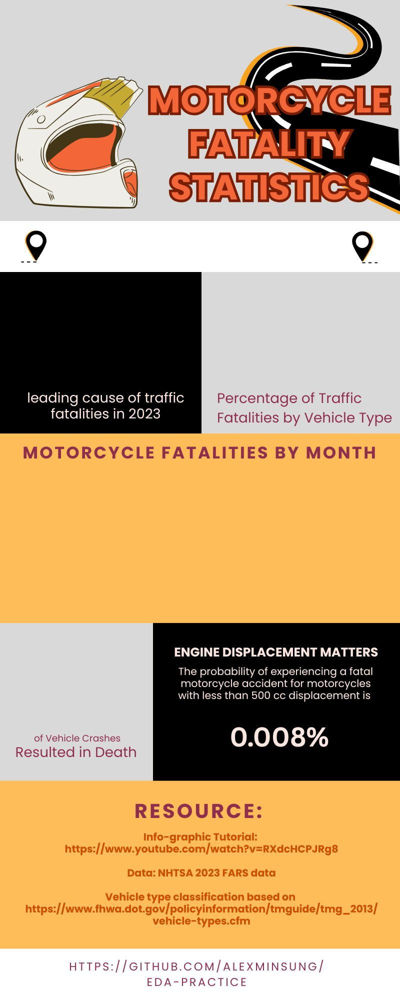 MOTORCYCLE
FATALITY
STATISTICS
leading cause of traffic
fatalities in 2023
Percentage of Traffic
Fatalities by Vehicle Type
MOTORCYCLE FATALITIES BY MONTH
of Vehicle Crashes
Resulted in Death
ENGINE DISPLACEMENT MATTERS
The probability of experiencing a fatal
motorcycle accident for motorcycles
with less than 500 cc displacement is
0.008%
RESOURCE:
Info-graphic Tutorial:
https://www.youtube.com/watch?v=RXdcHCPJRg8
Data: NHTSA 2023 FARS data
Vehicle type classification based on
https://www.fhwa.dot.gov/policyinformation/tmguide/tmg_2013/
vehicle-types.cfm
HTTPS://GITHUB.COM/ALEXMINSUNG/
EDA-PRACTICE